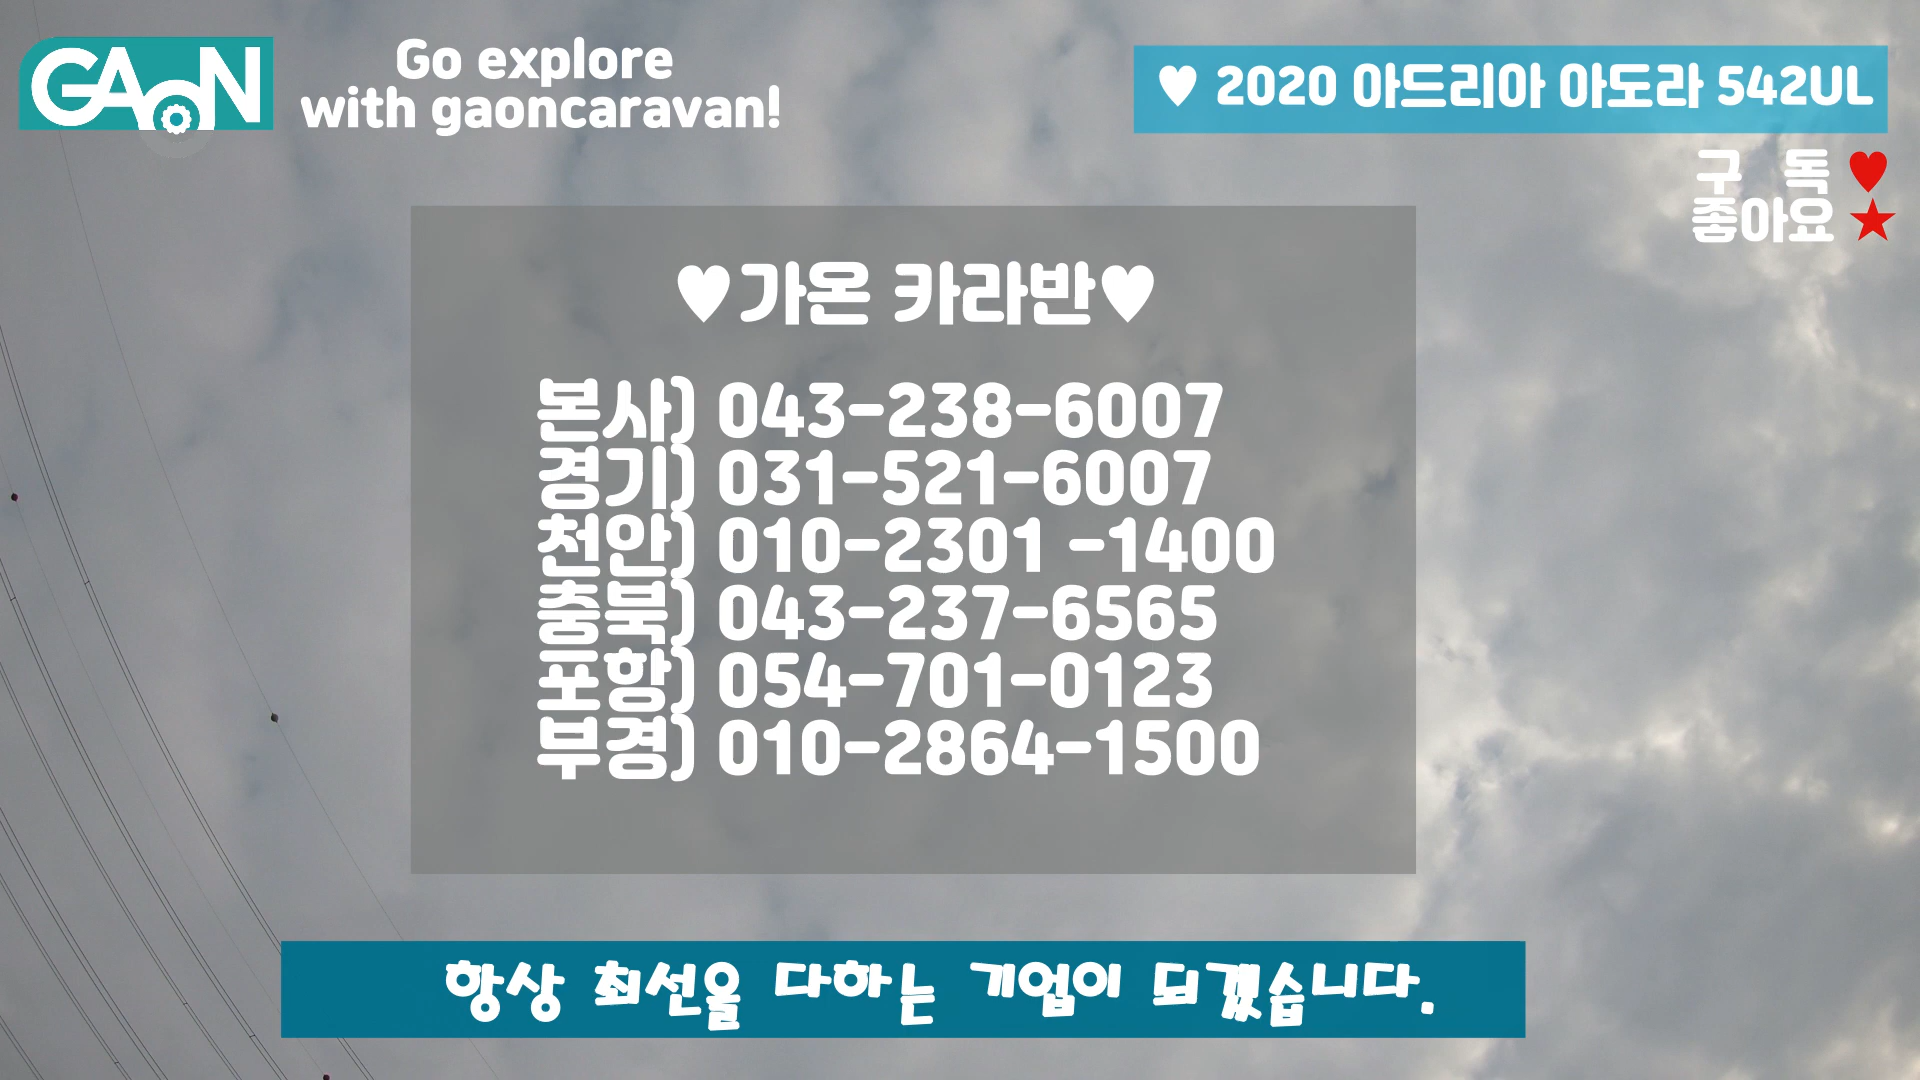 GAON
Go explore
with gaoncaravan!
♥ 2020 아드리아 아도라 542UL
구 독 ♥
좋아요 ★
♥가온 카라반♥
본사) 043-238-6007
경기) 031-521-6007
천안) 010-2301 -1400
충북) 043-237-6565
포항) 054-701-0123
부경) 010-2864-1500
항상 최선을 다하는 기업이 되겠습니다.